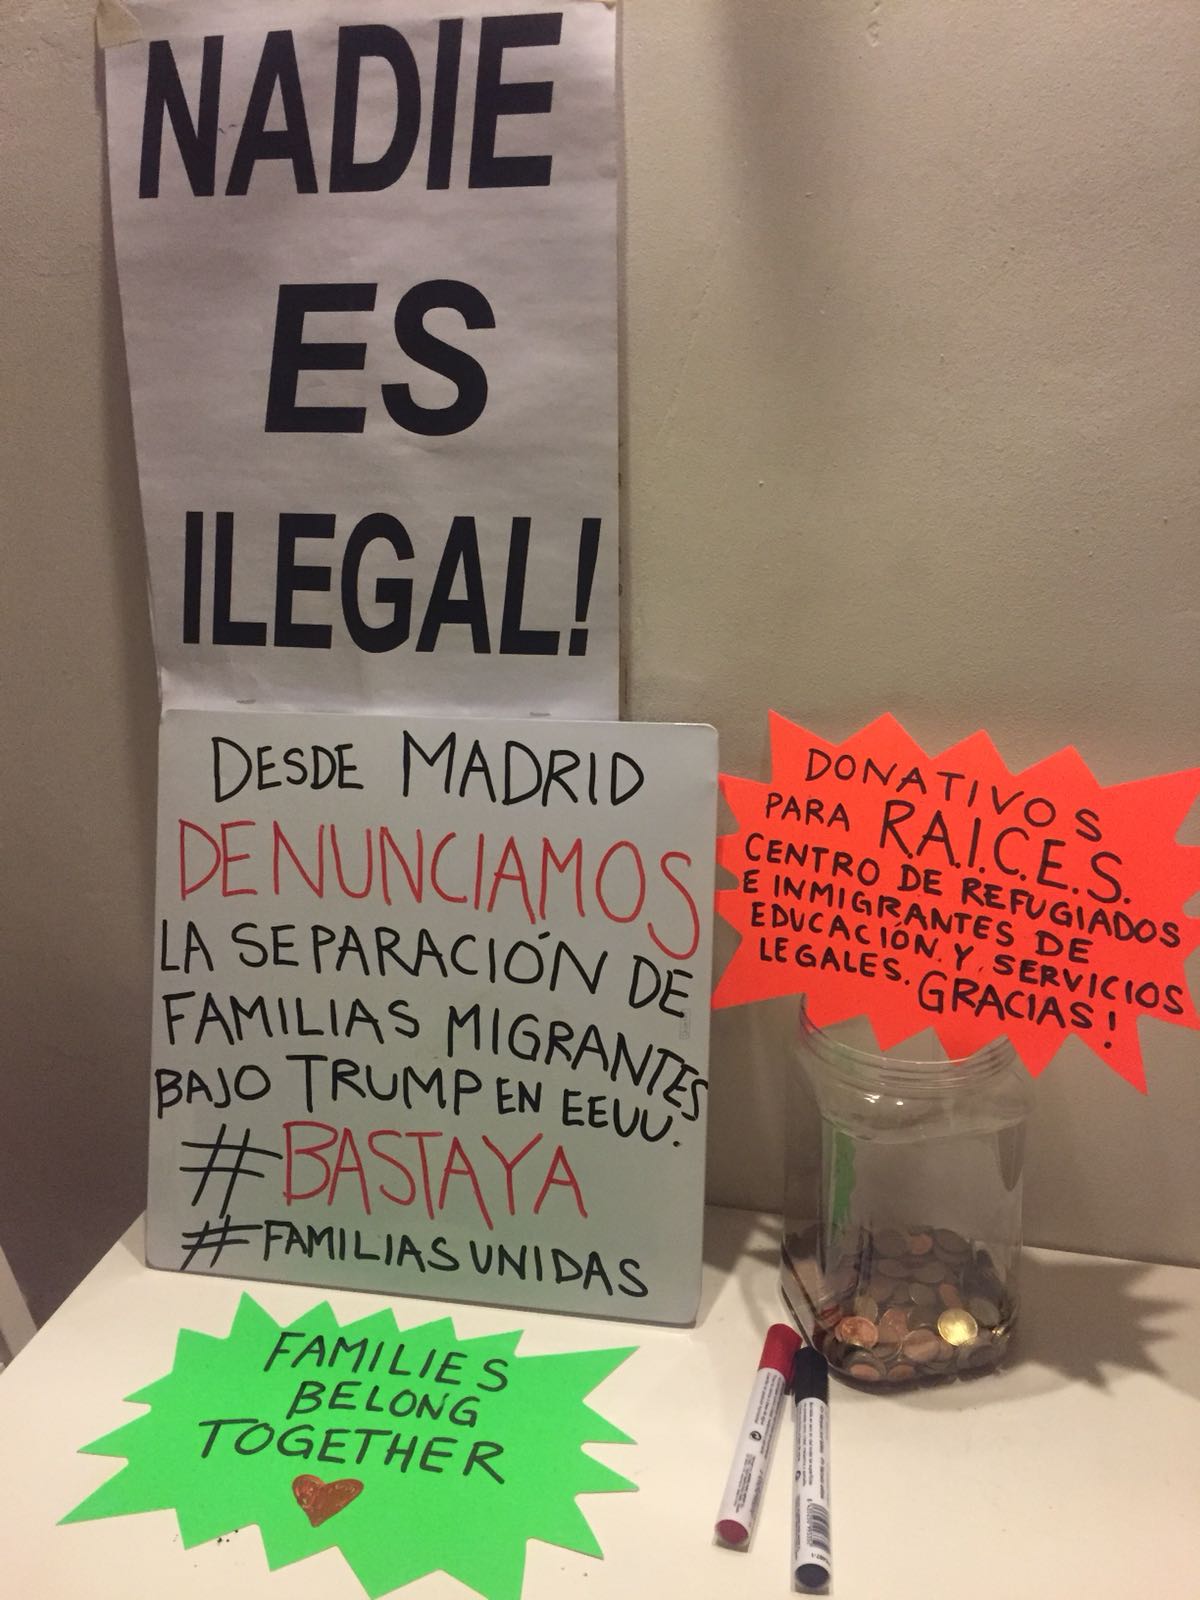 NADIE
ES
ILEGAL!
DESDE MADRID
DENUNCIAMOS
LA SEPARACIÓN DE
FAMILIAS MIGRANTES
BAJO TRUMP EN EEUU.
#BASTAYA
#FAMILIASUNIDAS
DONATIVOS
PARA R.A.I.C.E.S.
CENTRO DE REFUGIADOS
E INMIGRANTES DE
EDUCACIÓN Y SERVICIOS
LEGALES. GRACIAS!
FAMILIES
BELONG
TOGETHER